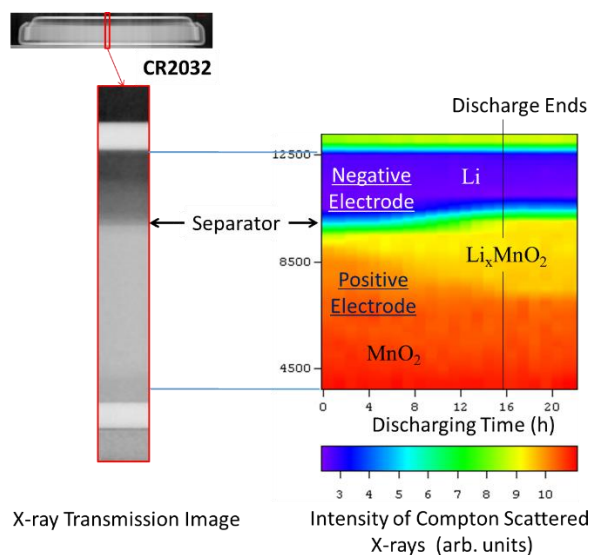 CR2032
Discharge Ends
12500
Negative
Electrode
Li
Separator
8500
LiₓMnO₂
Positive
Electrode
MnO₂
4500
0 4 8 12 16 20
Discharging Time (h)
3 4 5 6 7 8 9 10
X-ray Transmission Image
Intensity of Compton Scattered
X-rays (arb. units)